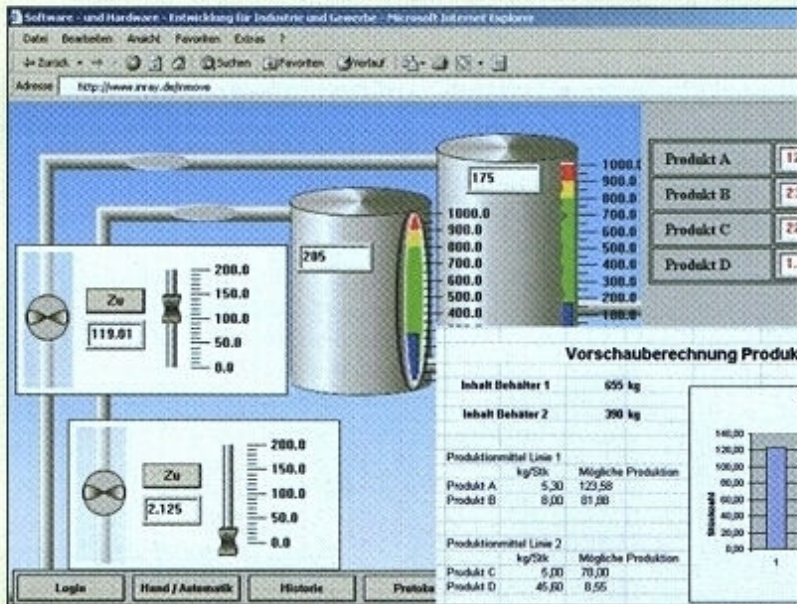 Software - und Hardware - Entwicklung für Industrie und Gewerbe - Microsoft Internet Explorer
Datei Bearbeiten Ansicht Favoriten Extras ?
Zurück Suchen Favoriten Verlauf
Adresse http://www.inray.de/inmove
175
1000.0
900.0
800.0
700.0
600.0
500.0
400.0
300.0
200.0
100.0
Produkt A
Produkt B
Produkt C
Produkt D
205
1000.0
900.0
800.0
700.0
600.0
500.0
400.0
Zu
119.01
200.0
150.0
100.0
50.0
0.0
Zu
2.125
200.0
150.0
100.0
50.0
0.0
Vorschauberechnung Produk
Inhalt Behälter 1 655 kg
Inhalt Behäter 2 390 kg
Produktionmittel Linie 1
kg/Stk Mögliche Produktion
Produkt A 5,30 123,58
Produkt B 8,00 81,88
Produktionmittel Linie 2
kg/Stk Mögliche Produktion
Produkt C 5,00 78,00
Produkt D 45,60 8,55
Stückzahl
140,00
120,00
100,00
80,00
60,00
40,00
20,00
0,00
1
Login Hand / Automatik Historie Protoka